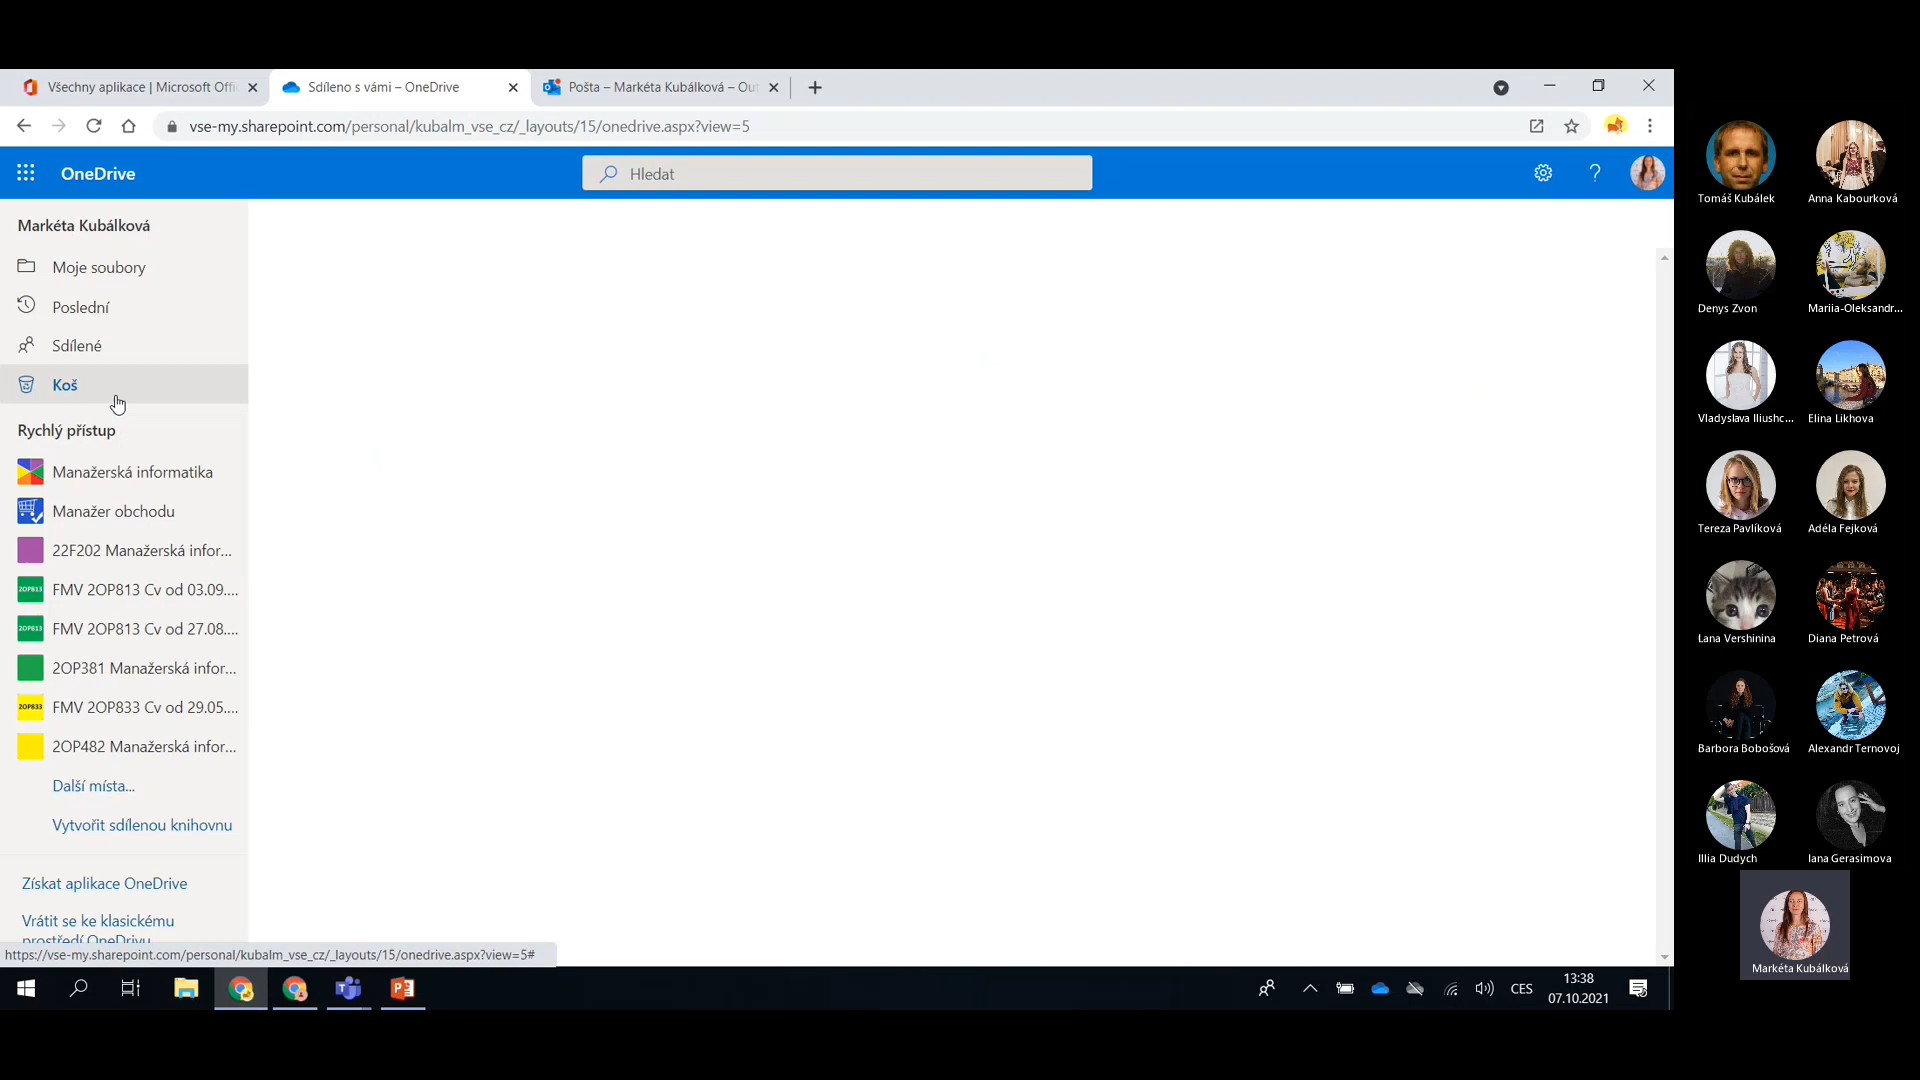 Všechny aplikace | Microsoft Offi
Sdíleno s vámi – OneDrive
Pošta – Markéta Kubálková – Out
vse-my.sharepoint.com/personal/kubalm_vse_cz/_layouts/15/onedrive.aspx?view=5
OneDrive
Hledat
Markéta Kubálková
Moje soubory
Poslední
Sdílené
Koš
Rychlý přístup
Manažerská informatika
Manažer obchodu
22F202 Manažerská infor...
2OP813 FMV 2OP813 Cv od 03.09....
2OP813 FMV 2OP813 Cv od 27.08....
2OP381 Manažerská infor...
2OP833 FMV 2OP833 Cv od 29.05....
2OP482 Manažerská infor...
Další místa...
Vytvořit sdílenou knihovnu
Získat aplikace OneDrive
Vrátit se ke klasickému
prostředí OneDrivu
https://vse-my.sharepoint.com/personal/kubalm_vse_cz/_layouts/15/onedrive.aspx?view=5#
CES
13:38
07.10.2021
Tomáš Kubálek
Anna Kabourková
Denys Zvon
Mariia-Oleksandr...
Vladyslava Iliushc...
Elina Likhova
Tereza Pavlíková
Adéla Fejková
Lana Vershinina
Diana Petrová
Barbora Bobošová
Alexandr Ternovoj
Illia Dudych
Iana Gerasimova
Markéta Kubálková